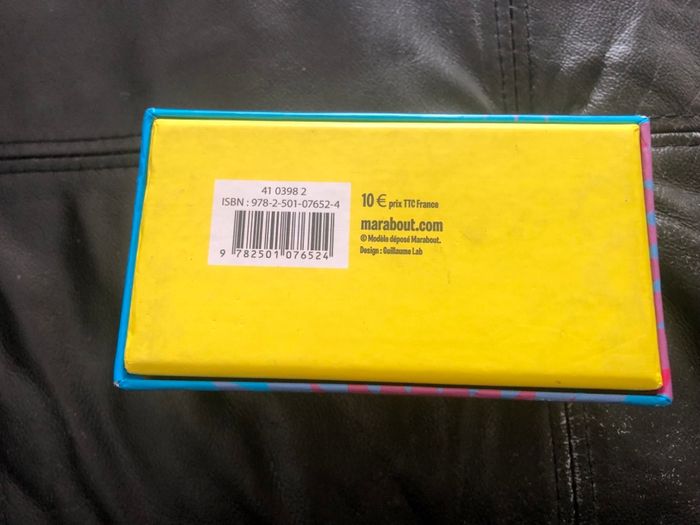 41 0398 2
ISBN : 978-2-501-07652-4
9 782501 076524
10 € prix TTC France
marabout.com
© Modèle déposé Marabout.
Design : Guillaume Lab